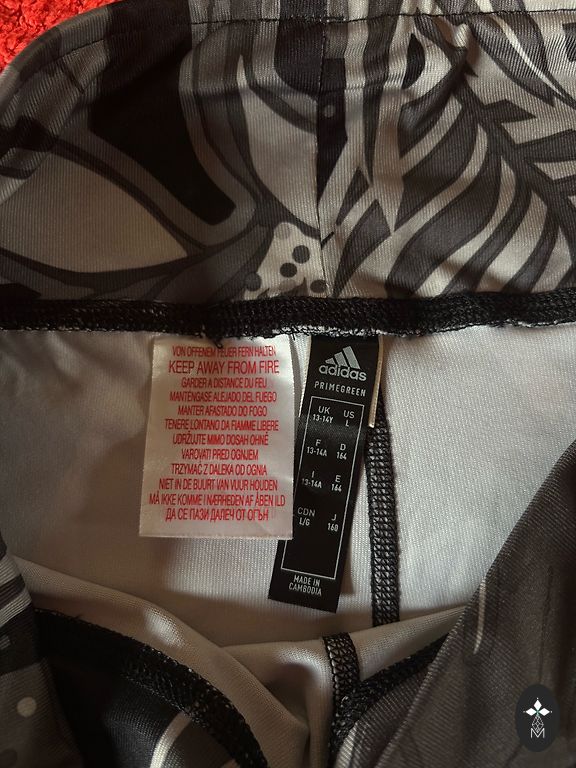 VON OFFENEM FEUER FERN HALTEN
KEEP AWAY FROM FIRE
GARDER A DISTANCE DU FEU
MANTÉNGASE ALEJADO DEL FUEGO
MANTER AFASTADO DO FOGO
TENERE LONTANO DA FIAMME LIBERE
UDRŽUJTE MIMO DOSAH OHNĚ
VAROVATI PRED OGNJEM
TRZYMAĆ Z DALEKA OD OGNIA
NIET IN DE BUURT VAN VUUR HOUDEN
MÅ IKKE KOMME I NÆRHEDEN AF ÅBEN ILD
ДА СЕ ПАЗИ ДАЛЕЧ ОТ ОГЪН
adidas
PRIMEGREEN
UK US
13-14Y L
F D
13-14A 164
I E
13-14A 164
CDN J
L/G 160
MADE IN
CAMBODIA
M